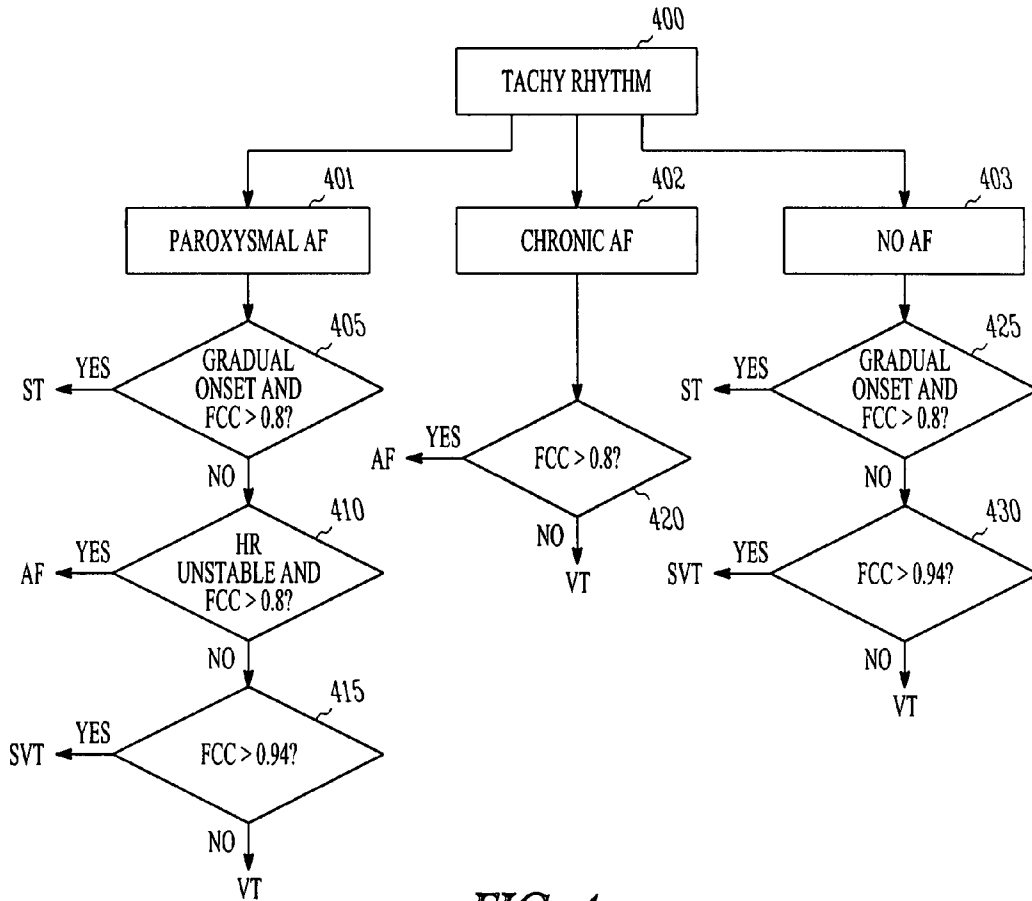 400
TACHY RHYTHM
401
PAROXYSMAL AF
402
CHRONIC AF
403
NO AF
405
GRADUAL
ONSET AND
FCC > 0.8?
YES
ST
NO
410
HR
UNSTABLE AND
FCC > 0.8?
YES
AF
NO
415
FCC > 0.94?
YES
SVT
NO
VT
FCC > 0.8?
420
YES
AF
NO
VT
425
GRADUAL
ONSET AND
FCC > 0.8?
YES
ST
NO
430
FCC > 0.94?
YES
SVT
NO
VT